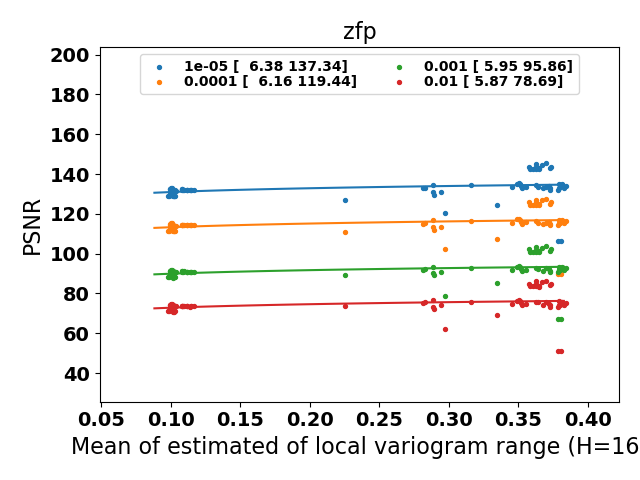 zfp
1e-05 [  6.38 137.34]
0.0001 [  6.16 119.44]
0.001 [ 5.95 95.86]
0.01 [ 5.87 78.69]
PSNR
200
180
160
140
120
100
80
60
40
0.05 0.10 0.15 0.20 0.25 0.30 0.35 0.40
Mean of estimated of local variogram range (H=16